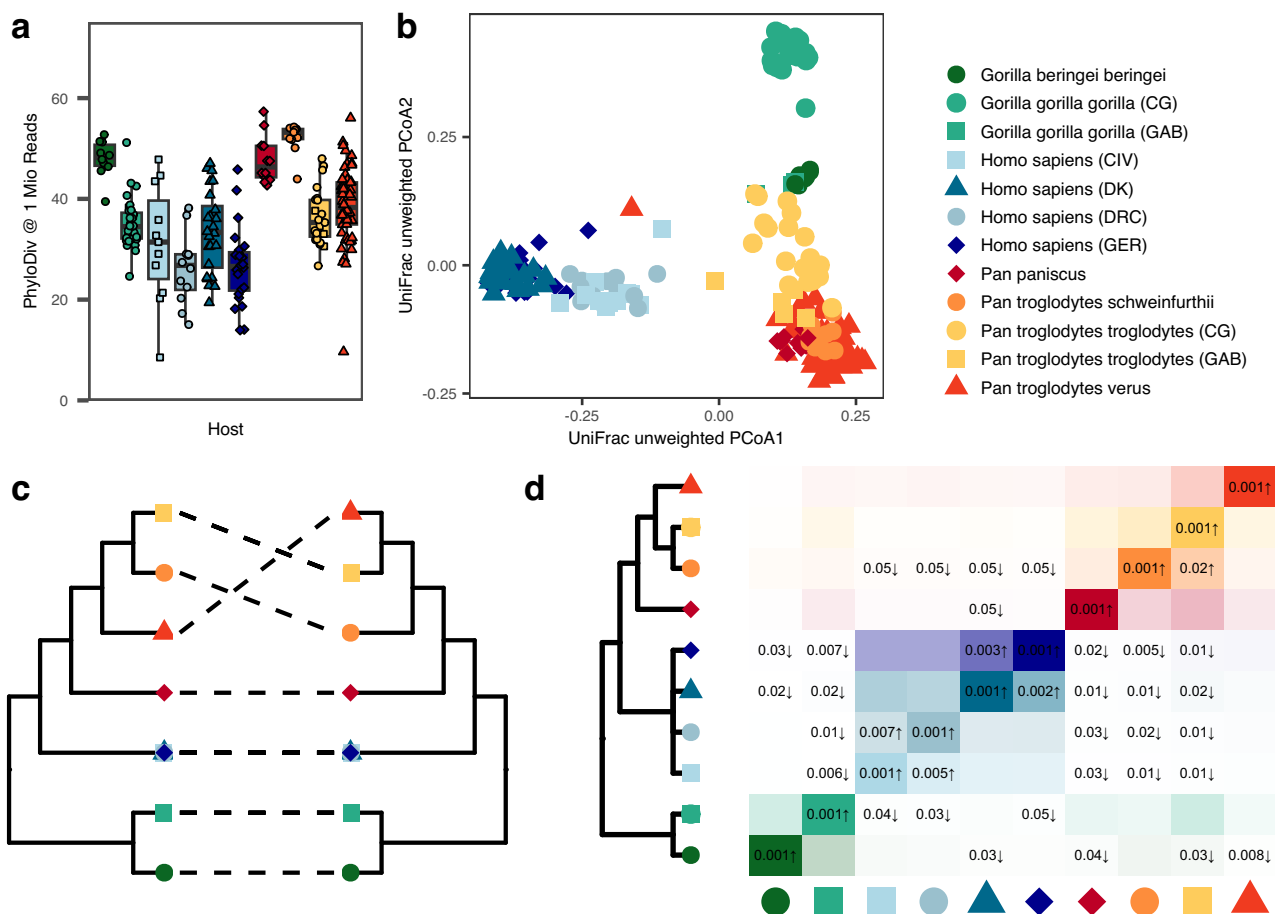 a
b
60
40
20
0
PhyloDiv @ 1 Mio Reads
Host
0.25
0.00
-0.25
UniFrac unweighted PCoA2
-0.25
0.00
0.25
UniFrac unweighted PCoA1
Gorilla beringei beringei
Gorilla gorilla gorilla (CG)
Gorilla gorilla gorilla (GAB)
Homo sapiens (CIV)
Homo sapiens (DK)
Homo sapiens (DRC)
Homo sapiens (GER)
Pan paniscus
Pan troglodytes schweinfurthii
Pan troglodytes troglodytes (CG)
Pan troglodytes troglodytes (GAB)
Pan troglodytes verus
c
d
0.001↑
0.001↑
0.05↓ 0.05↓ 0.05↓ 0.05↓ 0.001↑ 0.02↑
0.05↓ 0.001↑
0.03↓ 0.007↓ 0.003↑ 0.001↑ 0.02↓ 0.005↓ 0.01↓
0.02↓ 0.02↓ 0.001↑ 0.002↑ 0.01↓ 0.01↓ 0.02↓
0.01↓ 0.007↑ 0.001↑ 0.03↓ 0.02↓ 0.01↓
0.006↓ 0.001↑ 0.005↑ 0.03↓ 0.01↓ 0.01↓
0.001↑ 0.04↓ 0.03↓ 0.05↓
0.001↑ 0.03↓ 0.04↓ 0.03↓ 0.008↓